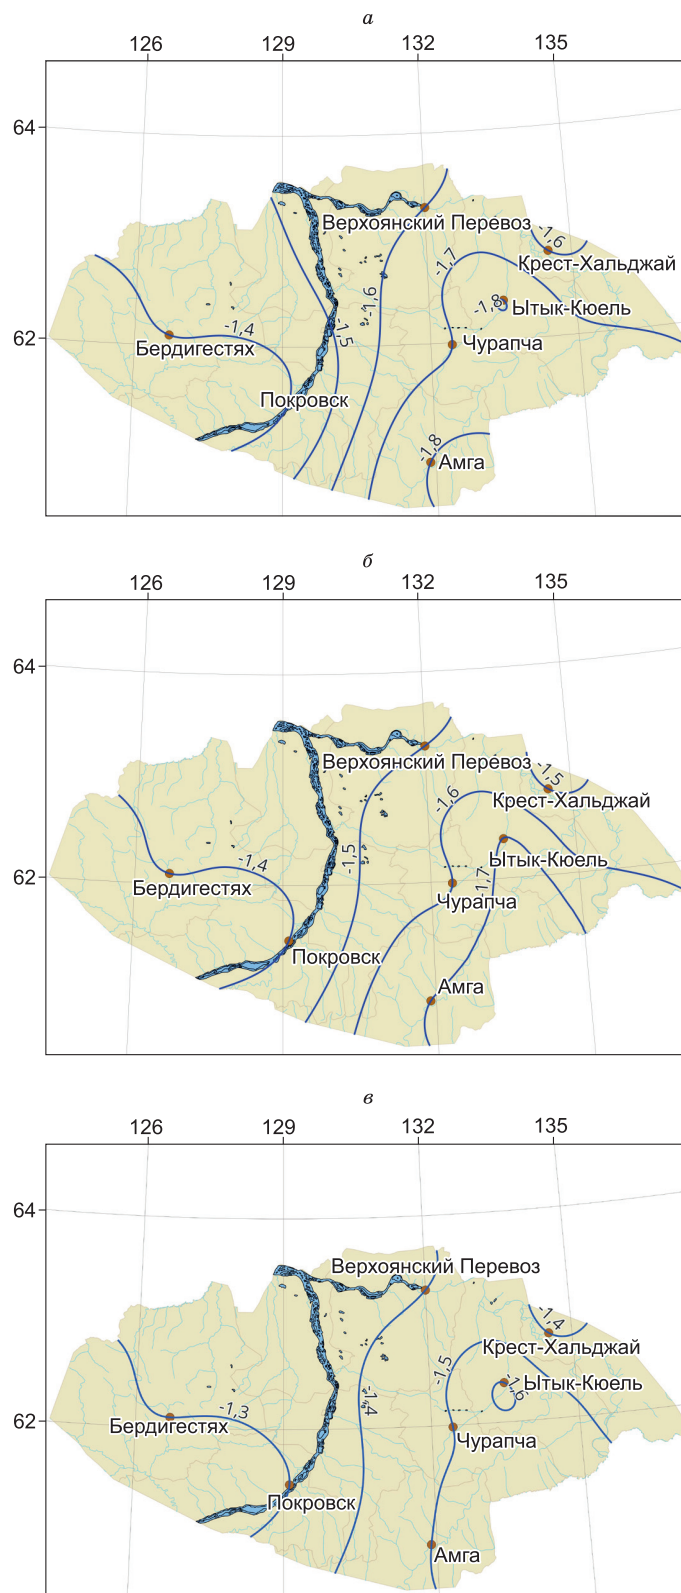 а
126 129 132 135
64
Верхоянский Перевоз
-1,6
-1,7
Крест-Хальджай
-1,6
-1,8
Ытык-Кюель
-1,4
-1,5
62
Бердигестях
Чурапча
Покровск
-1,8
Амга
б
126 129 132 135
64
Верхоянский Перевоз
-1,5
-1,6
Крест-Хальджай
-1,5
-1,4
Ытык-Кюель
62
-1,7
Бердигестях
Чурапча
Покровск
Амга
в
126 129 132 135
64
Верхоянский Перевоз
-1,4
Крест-Хальджай
-1,5
-1,6
Ытык-Кюель
-1,4
-1,3
62
Бердигестях
Чурапча
Покровск
Амга